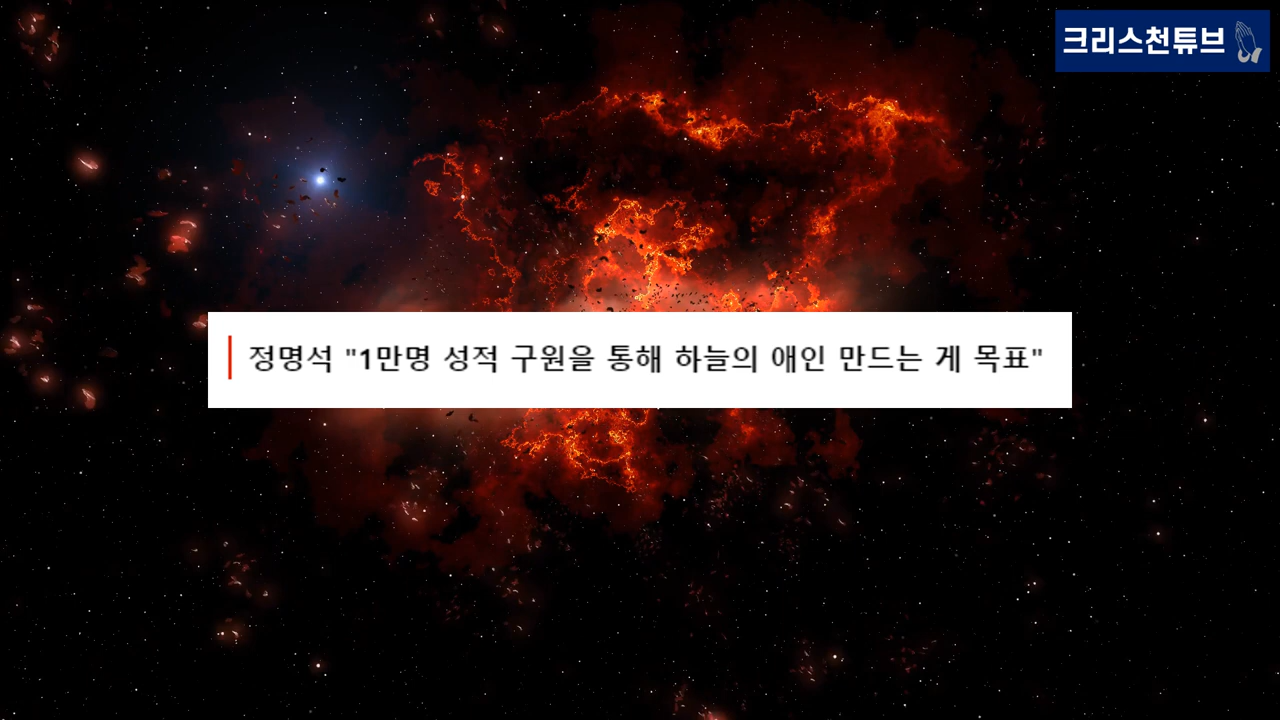 크리스천튜브
정명석 "1만명 성적 구원을 통해 하늘의 애인 만드는 게 목표"